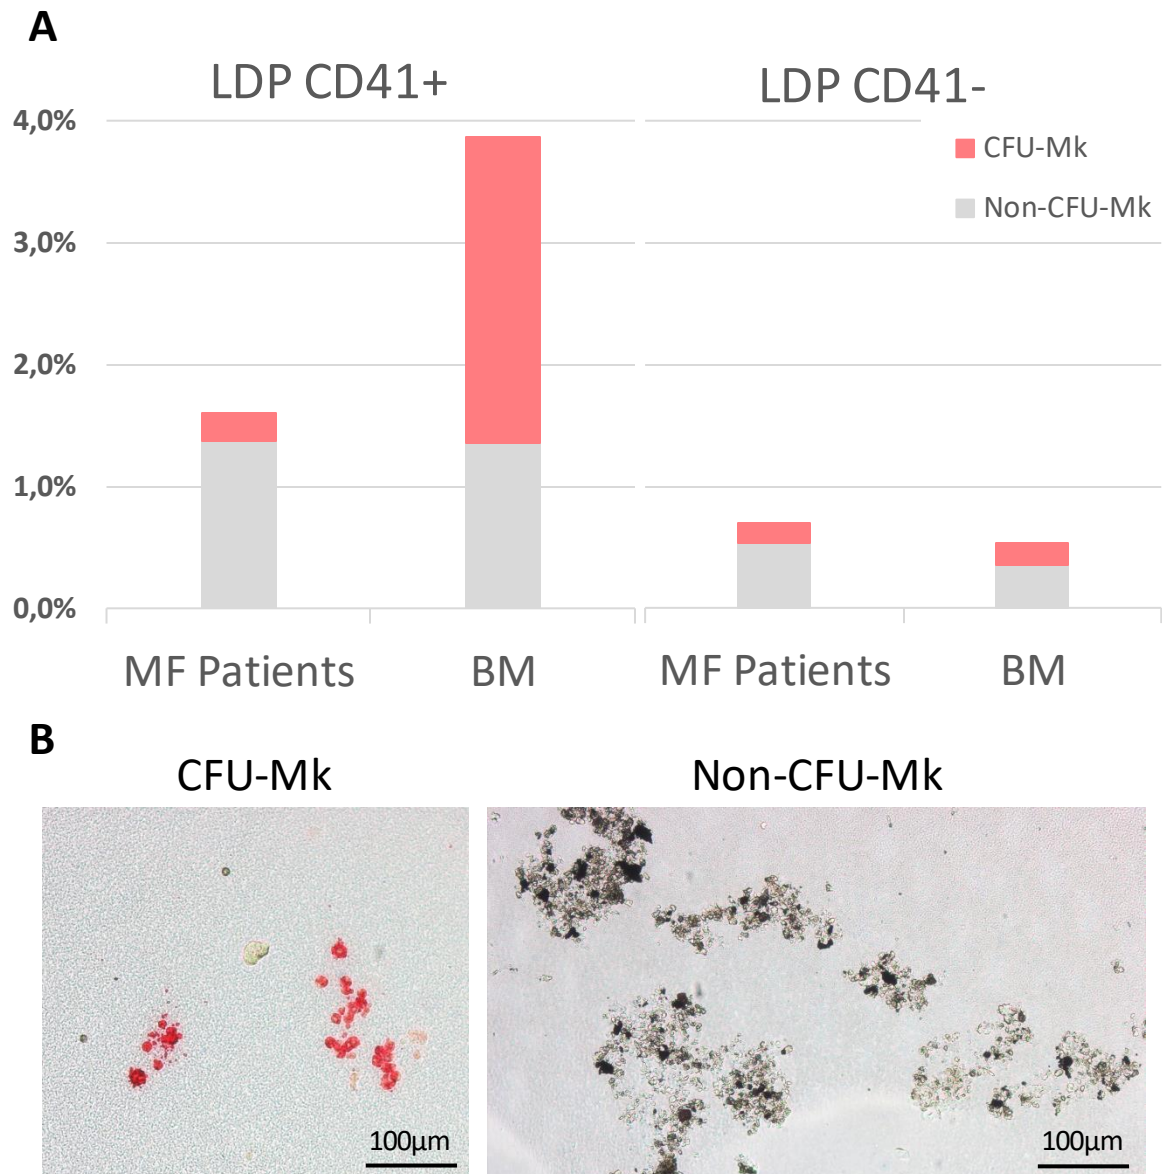 A
LDP CD41+
LDP CD41-
4,0%
3,0%
2,0%
1,0%
0,0%
CFU-Mk
Non-CFU-Mk
MF Patients
BM
MF Patients
BM
B
CFU-Mk
Non-CFU-Mk
100µm
100µm